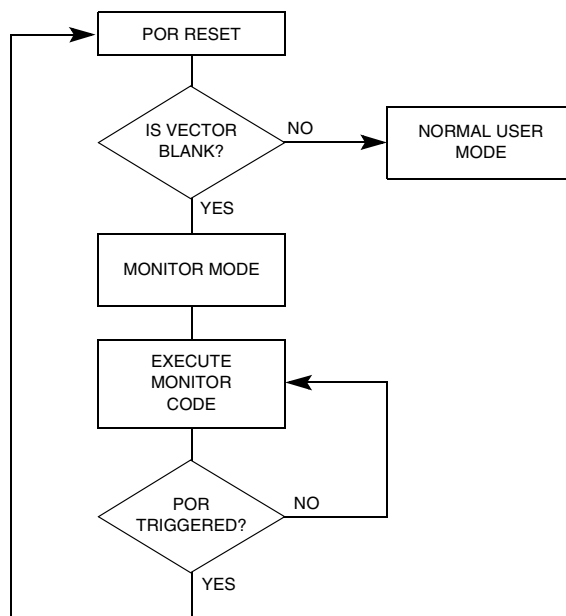 POR RESET
IS VECTOR
BLANK?
NO
NORMAL USER
MODE
YES
MONITOR MODE
EXECUTE
MONITOR
CODE
POR
TRIGGERED?
NO
YES